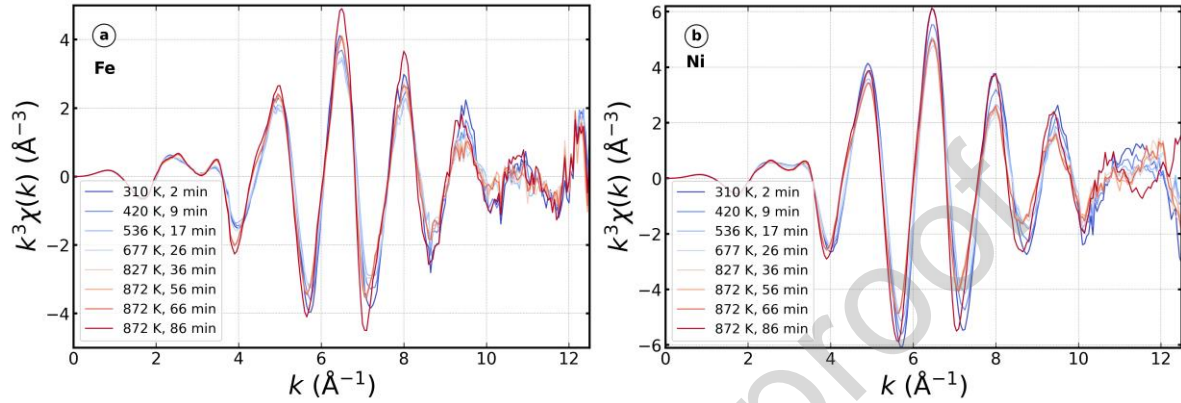 a
Fe
k³χ(k) (Å⁻³)
4
2
0
−2
−4
310 K, 2 min
420 K, 9 min
536 K, 17 min
677 K, 26 min
827 K, 36 min
872 K, 56 min
872 K, 66 min
872 K, 86 min
0 2 4 6 8 10 12
k (Å⁻¹)
b
Ni
k³χ(k) (Å⁻³)
6
4
2
0
−2
−4
−6
310 K, 2 min
420 K, 9 min
536 K, 17 min
677 K, 26 min
827 K, 36 min
872 K, 56 min
872 K, 66 min
872 K, 86 min
0 2 4 6 8 10 12
k (Å⁻¹)
proof